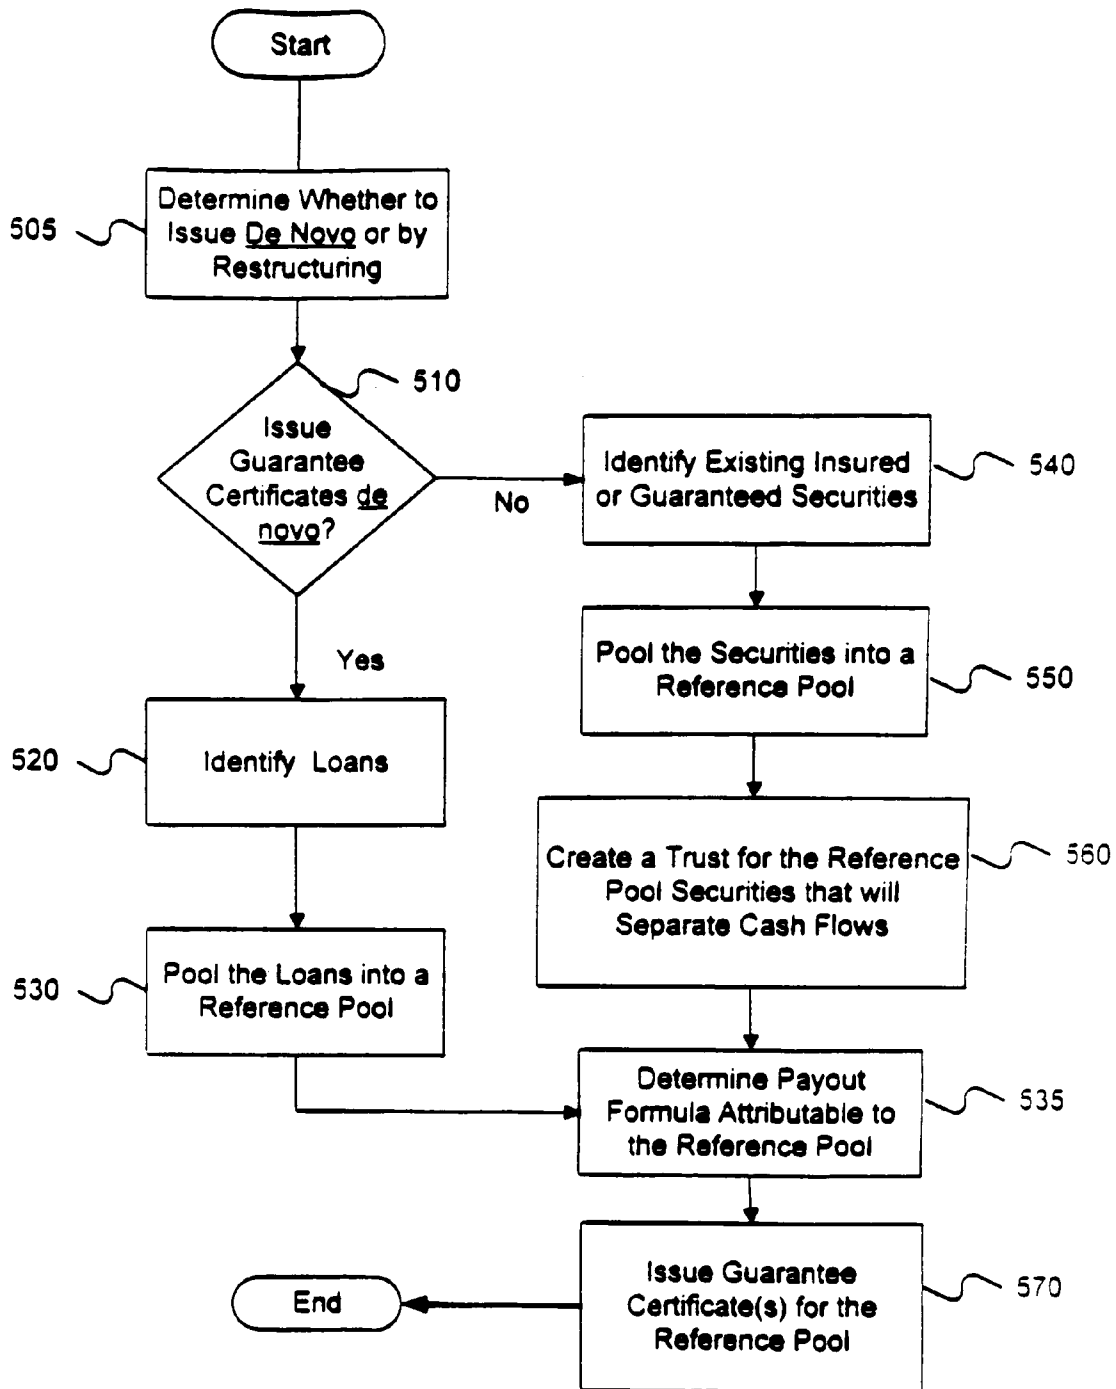 Start
505
Determine Whether to
Issue De Novo or by
Restructuring
510
Issue
Guarantee
Certificates de
novo?
No
Yes
540
Identify Existing Insured
or Guaranteed Securities
550
Pool the Securities into a
Reference Pool
520
Identify Loans
560
Create a Trust for the Reference
Pool Securities that will
Separate Cash Flows
530
Pool the Loans into a
Reference Pool
535
Determine Payout
Formula Attributable to
the Reference Pool
570
Issue Guarantee
Certificate(s) for the
Reference Pool
End